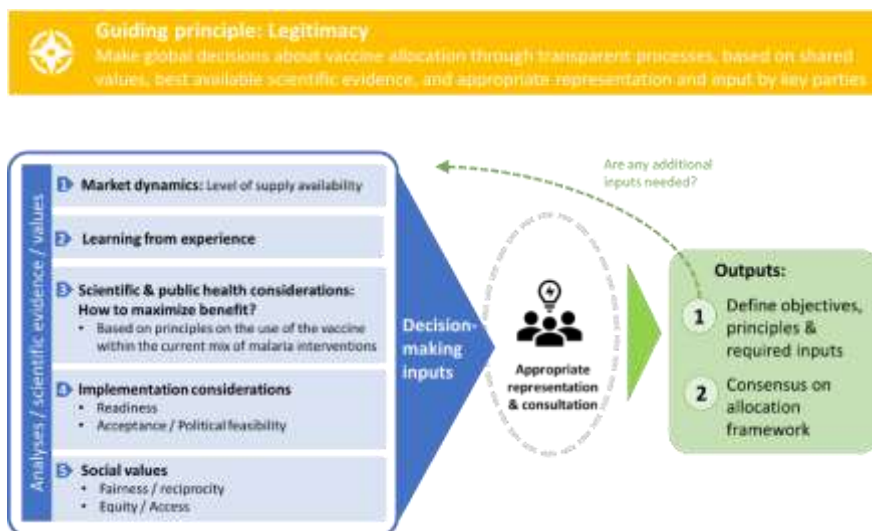 Guiding principle: Legitimacy
Make global decisions about vaccine allocation through transparent processes, based on shared
values, best available scientific evidence, and appropriate representation and input by key parties
Analyses / scientific evidence / values
1 Market dynamics: Level of supply availability
2 Learning from experience
3 Scientific & public health considerations:
How to maximize benefit?
• Based on principles on the use of the vaccine
within the current mix of malaria interventions
4 Implementation considerations
• Readiness
• Acceptance / Political feasibility
5 Social values
• Fairness / reciprocity
• Equity / Access
Decision-
making
inputs
Appropriate
representation
& consultation
Are any additional
inputs needed?
Outputs:
1 Define objectives,
principles &
required inputs
2 Consensus on
allocation
framework